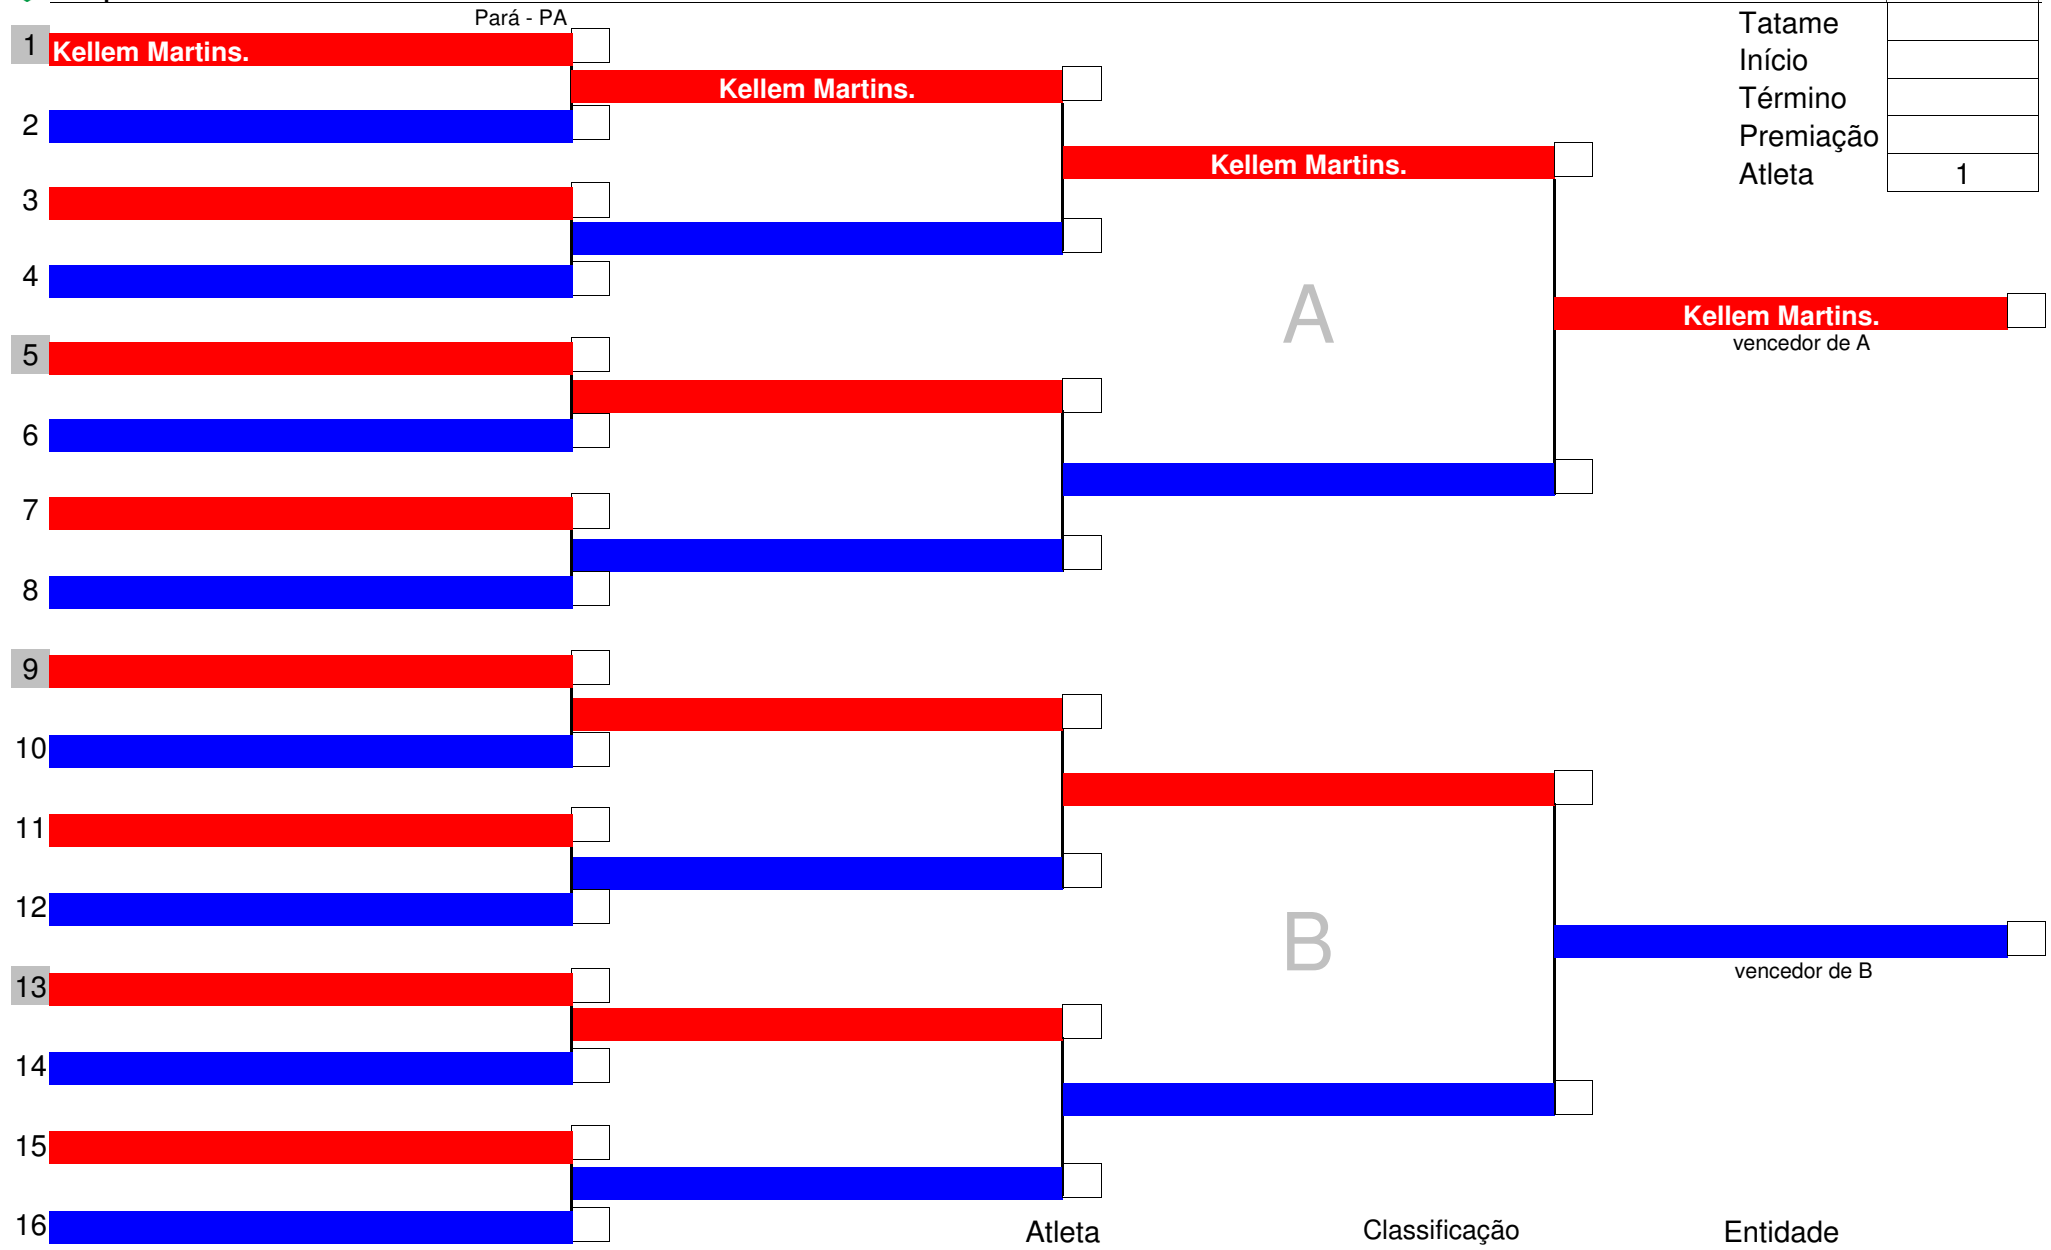 Pará - PA
Tatame
1 Kellem Martins.
Início
Kellem Martins.
Término
2
Premiação
Kellem Martins.
Atleta 1
3
4
A
Kellem Martins.
vencedor de A
5
6
7
8
9
10
11
12
B
vencedor de B
13
14
15
16
Atleta Classificação Entidade